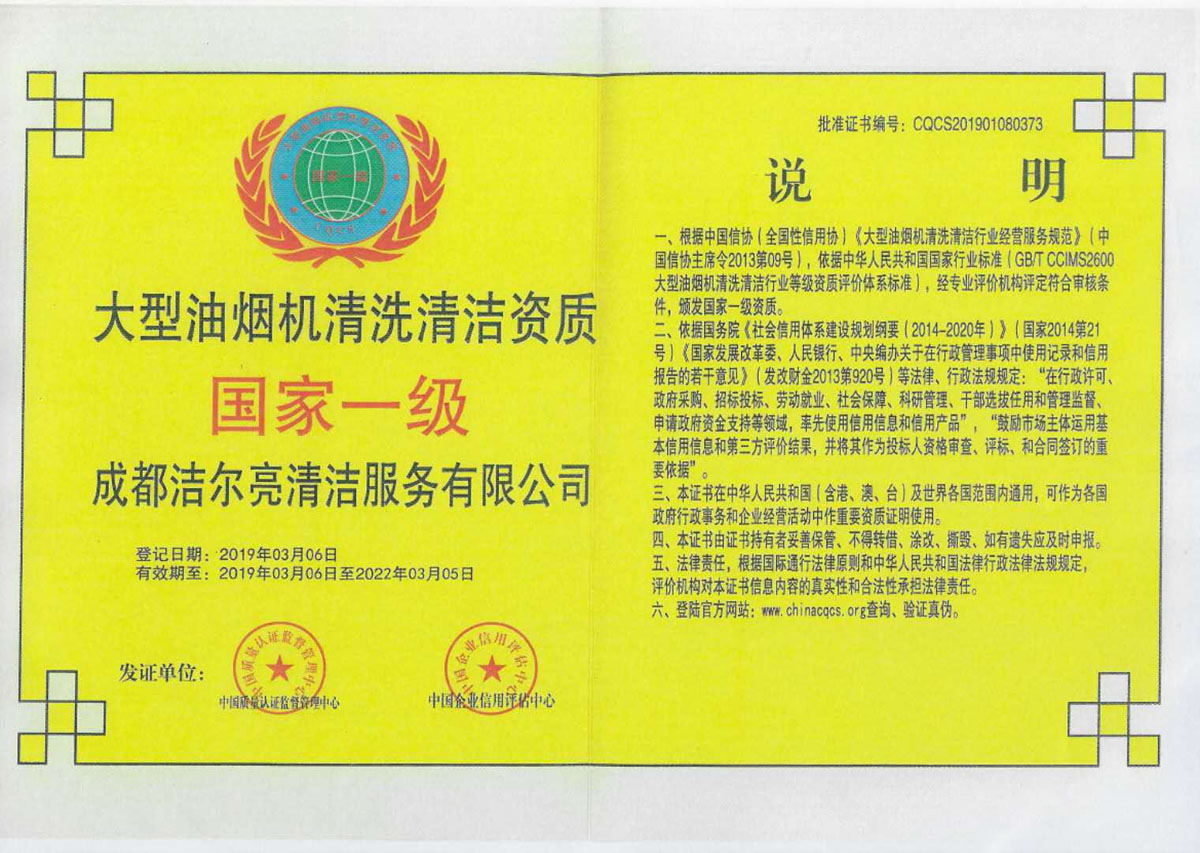 国家一级
大型油烟机清洗清洁资质
国家一级
成都洁尔亮清洁服务有限公司
登记日期：2019年03月06日
有效期至：2019年03月06日至2022年03月05日
发证单位：
中国质量认证监督管理中心
中国质量认证监督管理中心
中国企业信用评估中心
中国企业信用评估中心
批准证书编号：CQCS201901080373
说 明
一、根据中国信协（全国性信用协）《大型油烟机清洗清洁行业经营服务规范》（中
国信协主席令2013第09号），依据中华人民共和国国家行业标准（GB/T CCIMS2600
大型油烟机清洗清洁行业等级资质评价体系标准），经专业评价机构评定符合审核条
件，颁发国家一级资质。
二、依据国务院《社会信用体系建设规划纲要（2014-2020年）》（国家2014第21
号）《国家发展改革委、人民银行、中央编办关于在行政管理事项中使用记录和信用
报告的若干意见》（发改财金2013第920号）等法律、行政法规规定：“在行政许可、
政府采购、招标投标、劳动就业、社会保障、科研管理、干部选拔任用和管理监督、
申请政府资金支持等领域，率先使用信用信息和信用产品”，“鼓励市场主体运用基
本信用信息和第三方评价结果，并将其作为投标人资格审查、评标、和合同签订的重
要依据”。
三、本证书在中华人民共和国（含港、澳、台）及世界各国范围内通用，可作为各国
政府行政事务和企业经营活动中作重要资质证明使用。
四、本证书由证书持有者妥善保管、不得转借、涂改、撕毁、如有遗失应及时申报。
五、法律责任，根据国际通行法律原则和中华人民共和国法律行政法律法规规定，
评价机构对本证书信息内容的真实性和合法性承担法律责任。
六、登陆官方网站：www.chinacqcs.org查询、验证真伪。